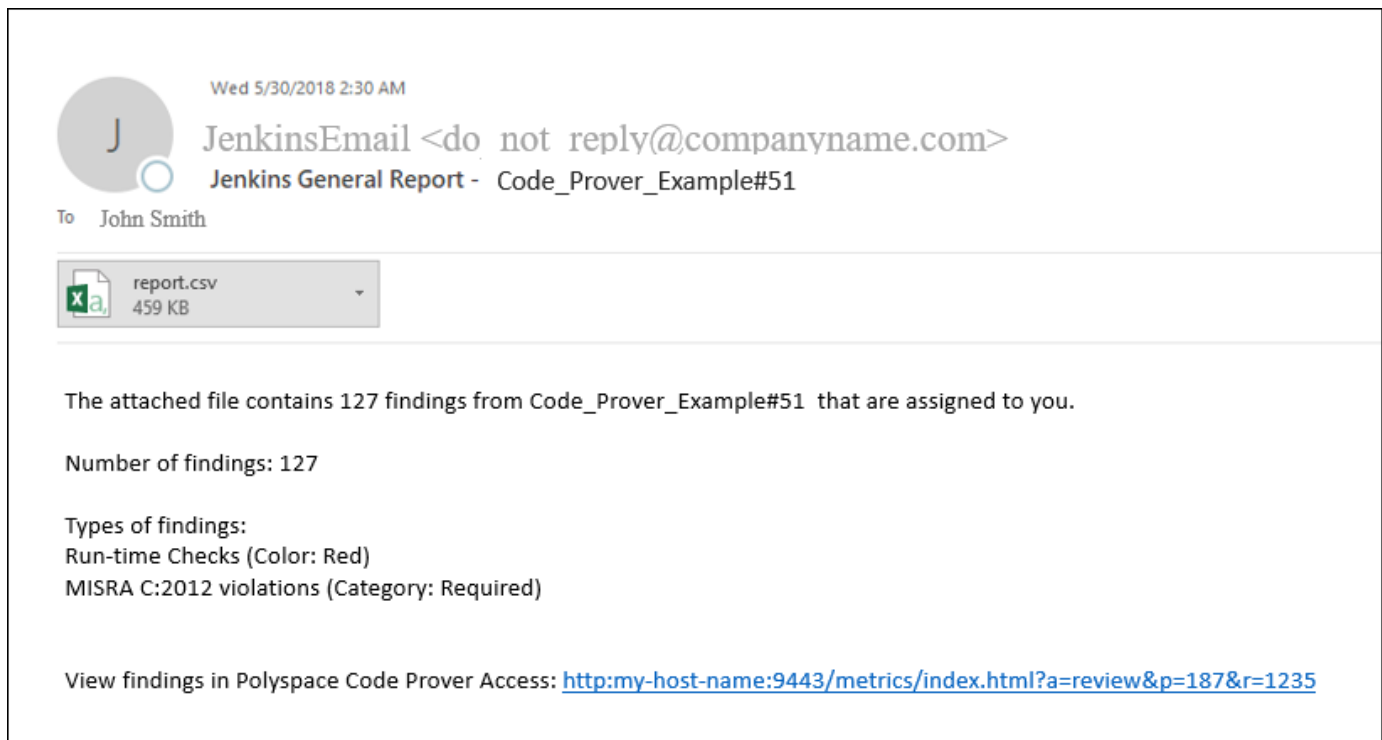 Wed 5/30/2018 2:30 AM
J
JenkinsEmail <do_not_reply@companyname.com>
Jenkins General Report - Code_Prover_Example#51
To John Smith
report.csv
459 KB
The attached file contains 127 findings from Code_Prover_Example#51 that are assigned to you.
Number of findings: 127
Types of findings:
Run-time Checks (Color: Red)
MISRA C:2012 violations (Category: Required)
View findings in Polyspace Code Prover Access: http:my-host-name:9443/metrics/index.html?a=review&p=187&r=1235